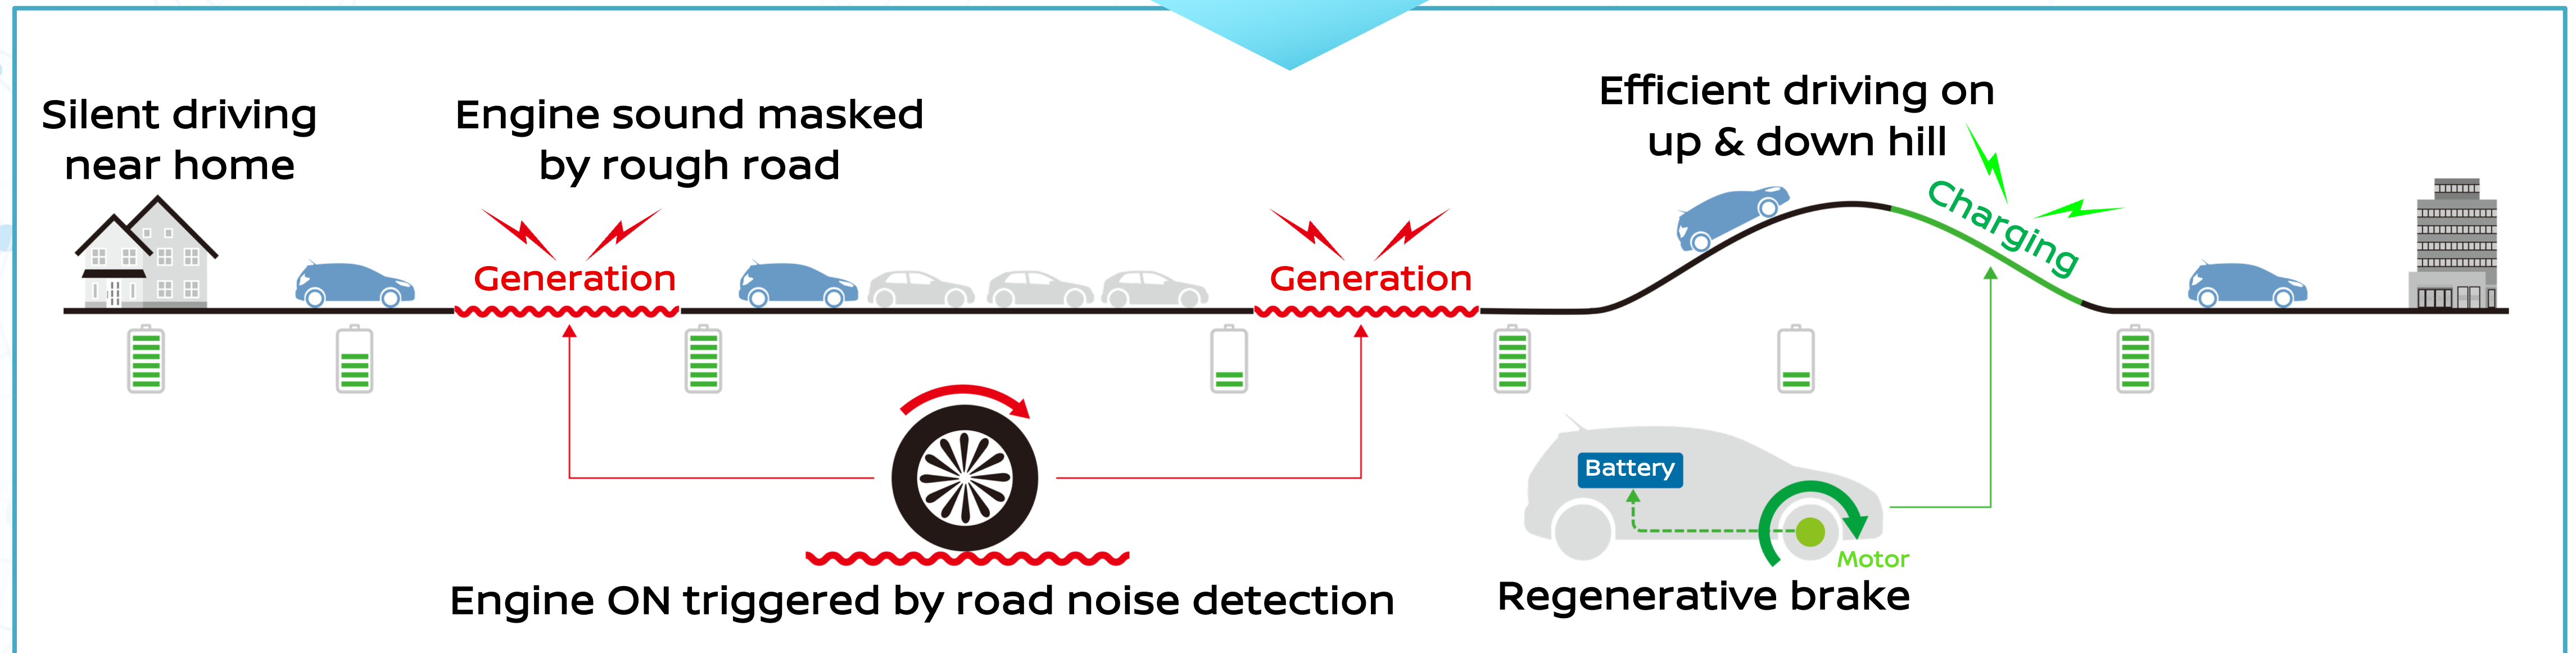 Silent driving
near home
Engine sound masked
by rough road
Efficient driving on
up & down hill
Generation
Generation
Charging
Battery
Motor
Engine ON triggered by road noise detection
Regenerative brake